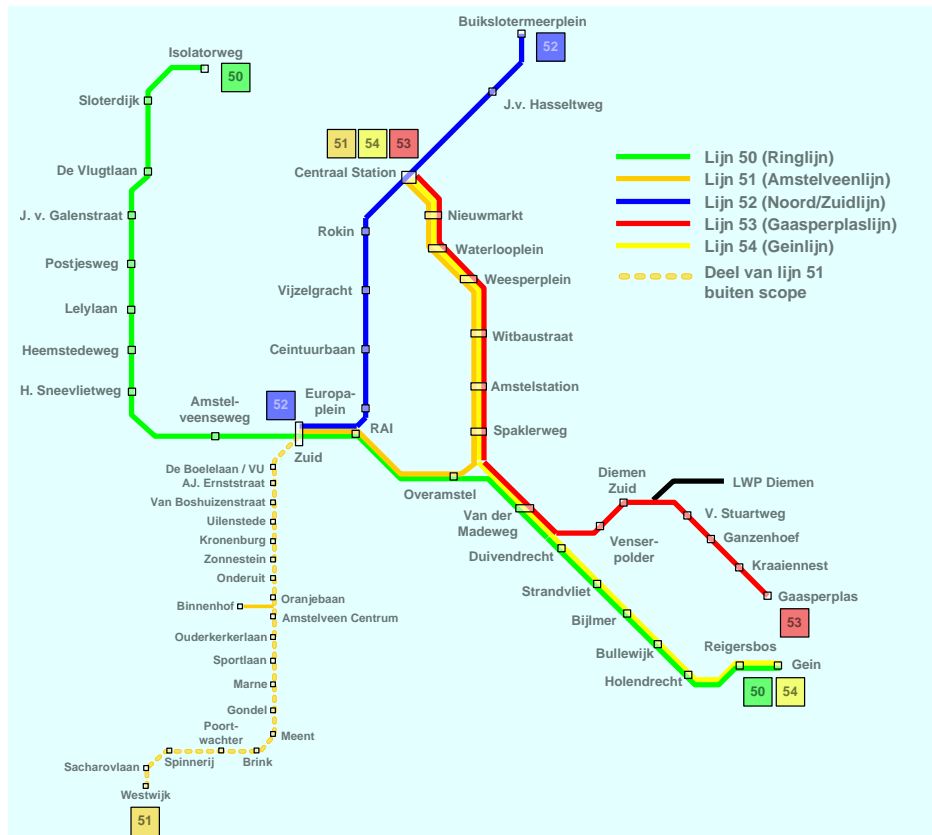 Buikslotermeerplein
52
Isolatorweg
50
Sloterdijk
J.v. Hasseltweg
51
54
53
Centraal Station
De Vlugtlaan
J. v. Galenstraat
Postjesweg
Lelylaan
Heemstedeweg
H. Sneevlietweg
Amstel-
veenseweg
52
Zuid
Rokin
Vijzelgracht
Ceintuurbaan
Europa-
plein
RAI
Nieuwmarkt
Waterlooplein
Weesperplein
Witbaustraat
Amstelstation
Spaklerweg
Overamstel
Van der
Madeweg
Duivendrecht
Strandvliet
Bijlmer
Bullewijk
Holendrecht
Reigersbos
Gein
50
54
Venser-
polder
Diemen
Zuid
LWP Diemen
V. Stuartweg
Ganzenhoef
Kraaiennest
Gaasperplas
53
Lijn 50 (Ringlijn)
Lijn 51 (Amstelveenlijn)
Lijn 52 (Noord/Zuidlijn)
Lijn 53 (Gaasperplaslijn)
Lijn 54 (Geinlijn)
Deel van lijn 51
buiten scope
De Boelelaan / VU
AJ. Ernststraat
Van Boshuizenstraat
Uilenstede
Kronenburg
Zonnestein
Onderuit
Oranjebaan
Binnenhof
Amstelveen Centrum
Ouderkerkerlaan
Sportlaan
Marne
Gondel
Meent
Poort-
wachter
Brink
Spinnerij
Sacharovlaan
Westwijk
51